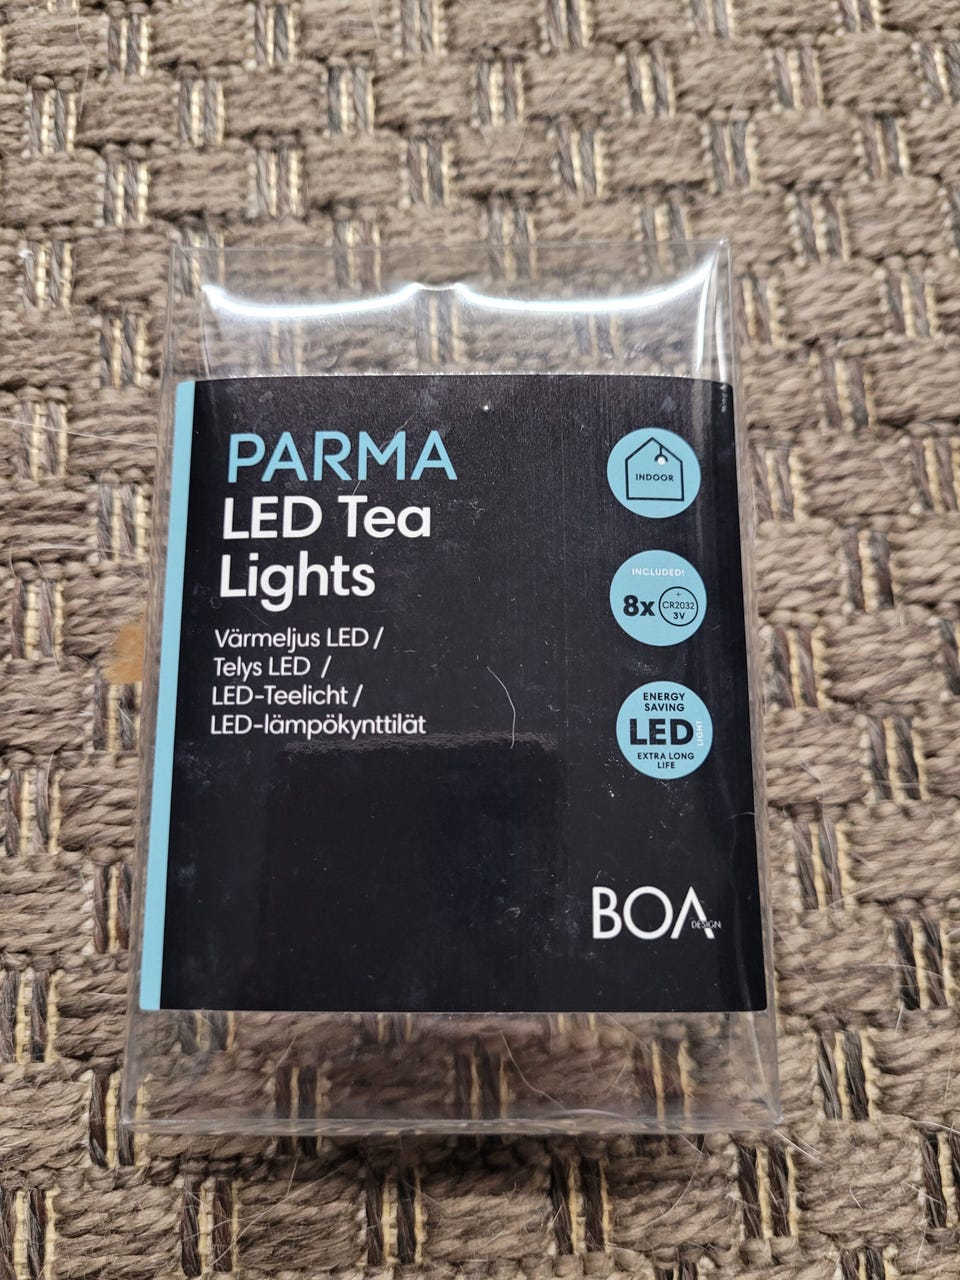 PARMA
LED Tea
Lights
Värmeljus LED /
Telys LED /
LED-Teelicht /
LED-lämpökynttilät
INDOOR
INCLUDED!
8x
+
CR2032
3V
ENERGY
SAVING
LED
LIGHT
EXTRA LONG
LIFE
BOA
DESIGN